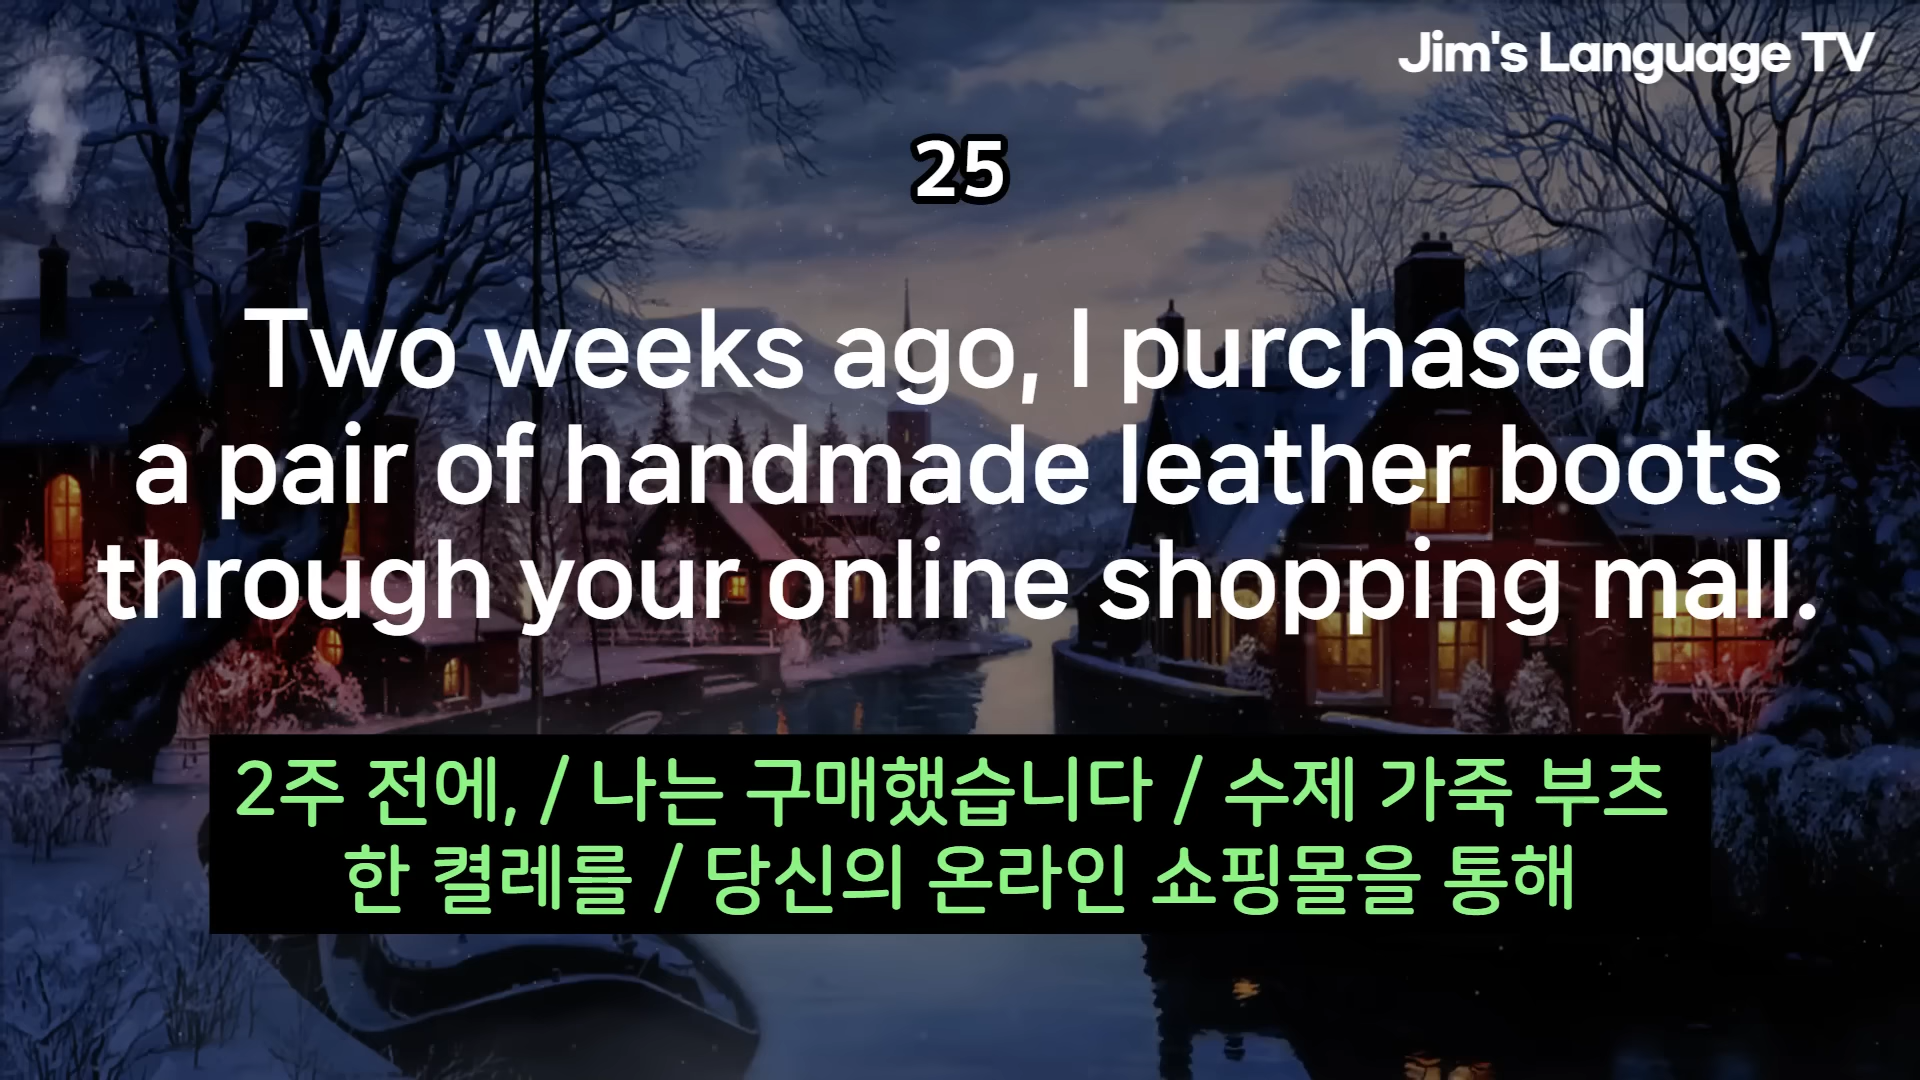 Jim's Language TV
25
Two weeks ago, I purchased
a pair of handmade leather boots
through your online shopping mall.
2주 전에, / 나는 구매했습니다 / 수제 가죽 부츠
한 켤레를 / 당신의 온라인 쇼핑몰을 통해